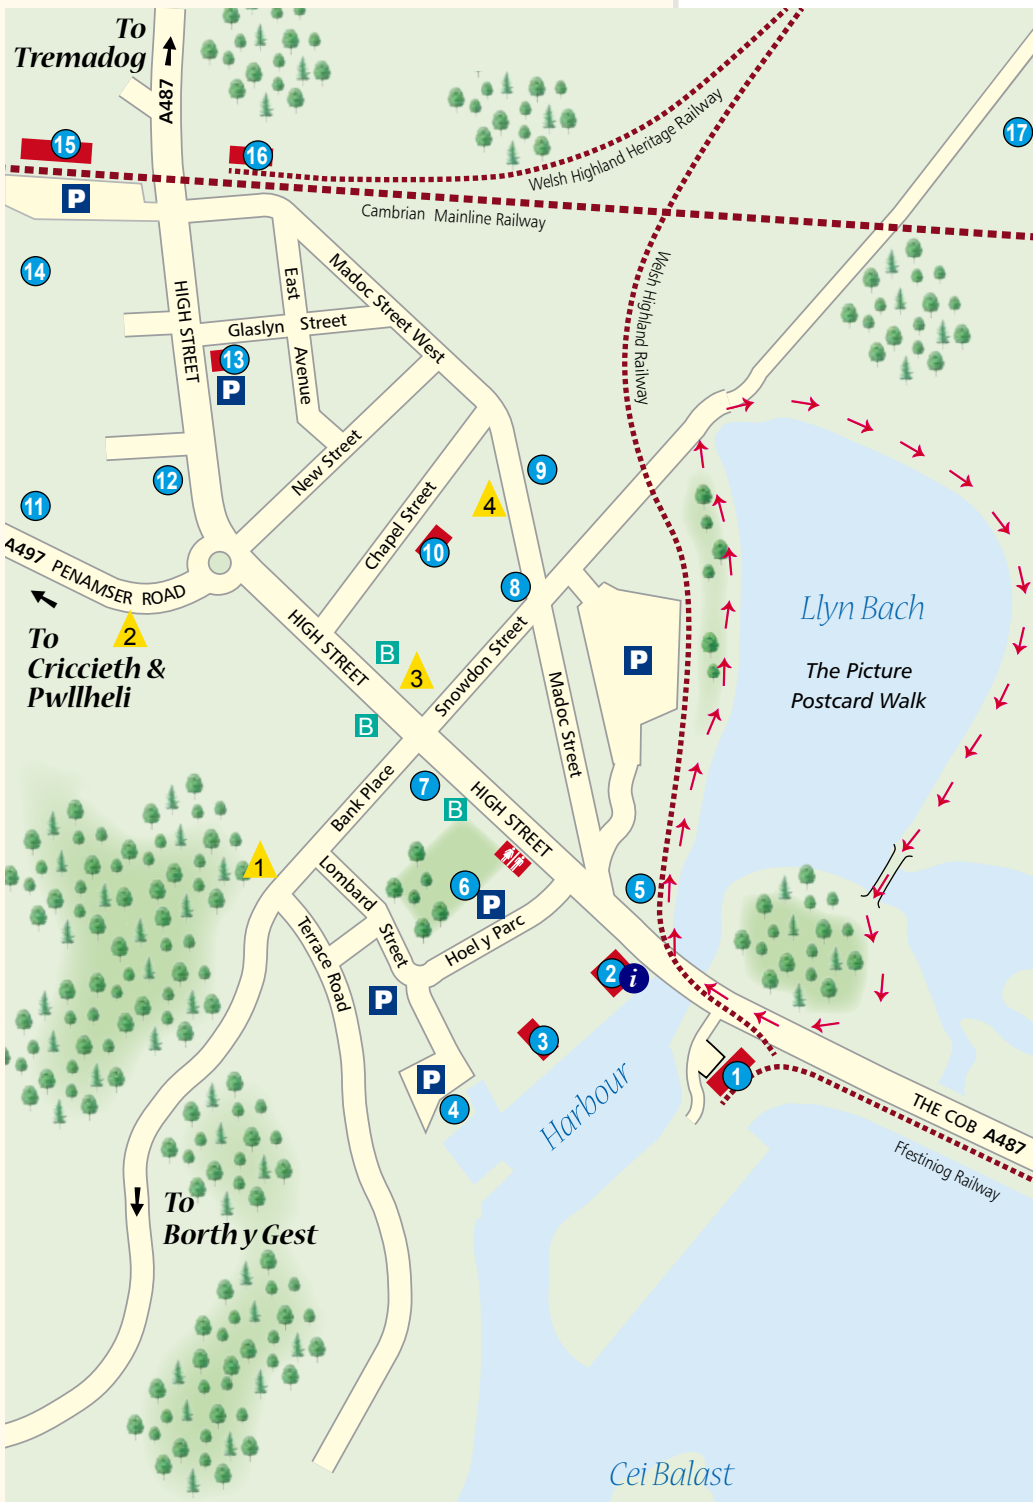 To
Tremadog
A487
15
16
17
P
Welsh Highland Heritage Railway
Cambrian Mainline Railway
14
HIGH STREET
East
Avenue
Madoc Street West
Glaslyn Street
Welsh Highland Railway
13
P
New Street
12
11
9
4
Chapel Street
10
A497 PENAMSER ROAD
8
2
To
Criccieth &
Pwllheli
HIGH STREET
B
3
Snowdon Street
P
Llyn Bach
The Picture
Postcard Walk
B
Madoc Street
7
B
HIGH STREET
Bank Place
1
Lombard
Street
6
P
5
Hoel y Parc
Terrace Road
P
2
i
3
P
4
1
Harbour
THE COB A487
Ffestiniog Railway
To
Borth y Gest
Cei Balast